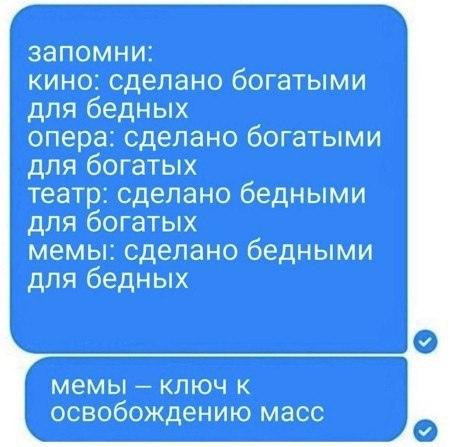 запомни:
кино: сделано богатыми
для бедных
опера: сделано богатыми
для богатых
театр: сделано бедными
для богатых
мемы: сделано бедными
для бедных
мемы – ключ к
освобождению масс